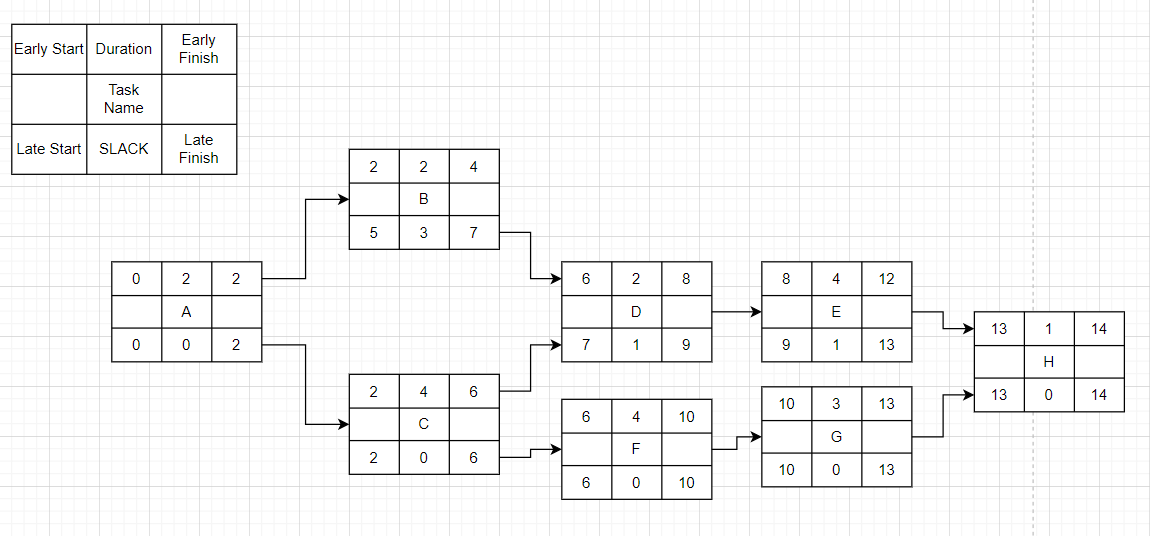 Early Start Duration Early
Finish
Task
Name
Late Start SLACK Late
Finish
2 2 4
B
5 3 7
0 2 2
A
0 0 2
2 4 6
C
2 0 6
6 2 8
D
7 1 9
6 4 10
F
6 0 10
8 4 12
E
9 1 13
10 3 13
G
10 0 13
13 1 14
H
13 0 14